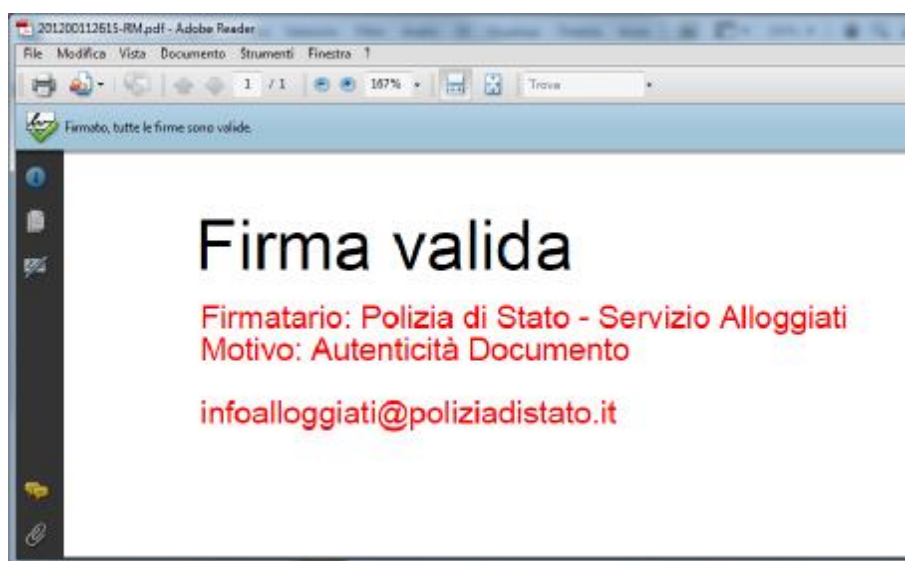 201200112615-RM.pdf - Adobe Reader
File Modifica Vista Documento Strumenti Finestra ?
1 / 1 167% Trova
Firmato, tutte le firme sono valide.
Firma valida
Firmatario: Polizia di Stato - Servizio Alloggiati
Motivo: Autenticità Documento
infoalloggiati@poliziadistato.it